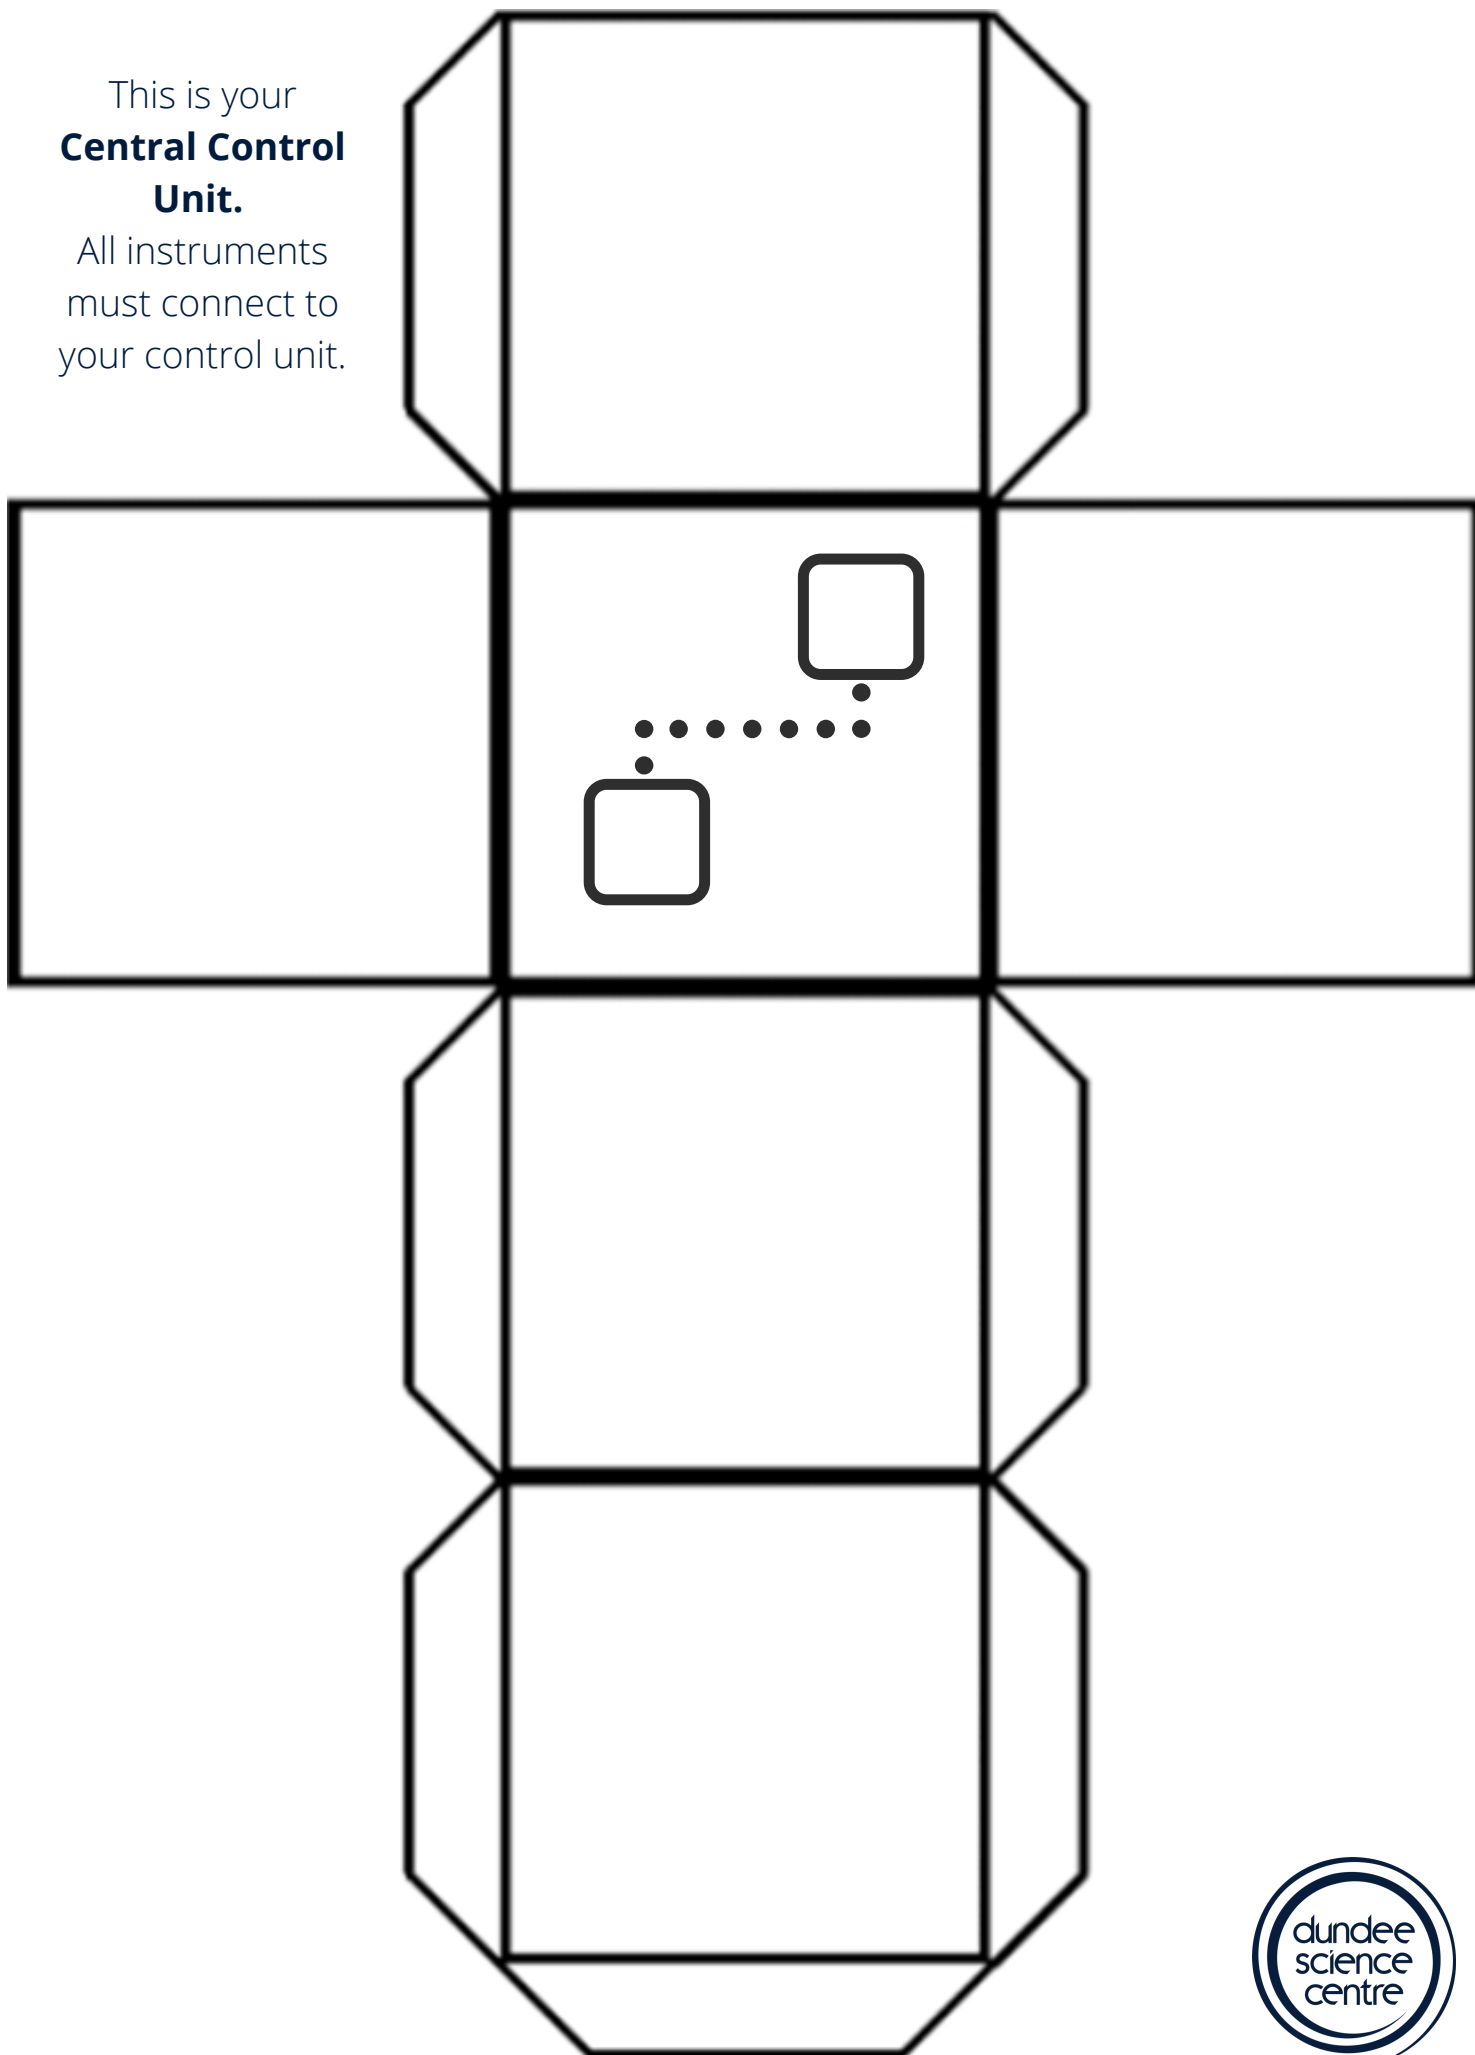 This is your
Central Control
Unit.
All instruments
must connect to
your control unit.
dundee
science
centre